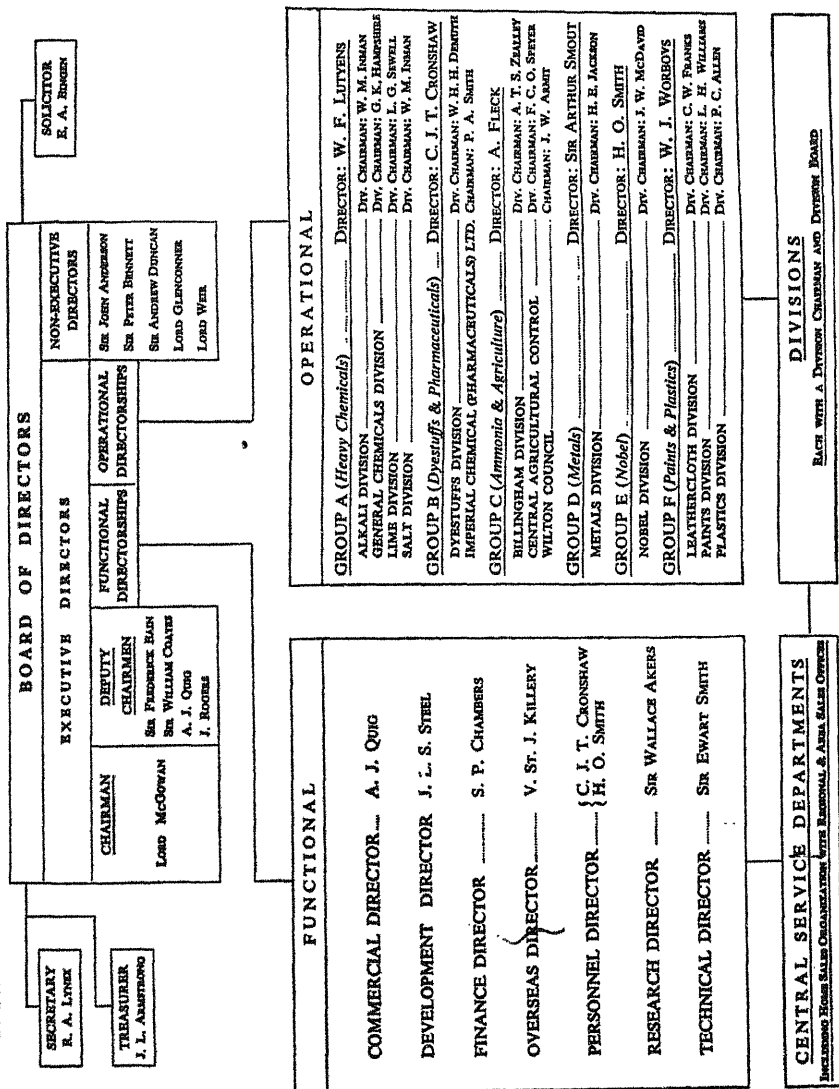 BOARD OF DIRECTORS
SECRETARY
R. A. LYNEX
TREASURER
J. L. ARMSTRONG
SOLICITOR
E. A. BINGEN
EXECUTIVE DIRECTORS
NON-EXECUTIVE
DIRECTORS
CHAIRMAN
LORD MCGOWAN
DEPUTY
CHAIRMEN
SIR FREDERICK BAIN
SIR WILLIAM COATES
A. J. QUIG
J. ROGERS
FUNCTIONAL
DIRECTORSHIPS
OPERATIONAL
DIRECTORSHIPS
SIR JOHN ANDERSON
SIR PETER BENNETT
SIR ANDREW DUNCAN
LORD GLENCONNER
LORD WEIR
FUNCTIONAL
COMMERCIAL DIRECTOR A. J. QUIG
DEVELOPMENT DIRECTOR J. L. S. STEEL
FINANCE DIRECTOR S. P. CHAMBERS
OVERSEAS DIRECTOR V. ST. J. KILLERY
PERSONNEL DIRECTOR { C. J. T. CRONSHAW
H. O. SMITH
RESEARCH DIRECTOR SIR WALLACE AKERS
TECHNICAL DIRECTOR SIR EWART SMITH
OPERATIONAL
GROUP A (Heavy Chemicals) DIRECTOR: W. F. LUTYENS
ALKALI DIVISION DIV. CHAIRMAN: W. M. INMAN
GENERAL CHEMICALS DIVISION DIV. CHAIRMAN: G. K. HAMPSHIRE
LIME DIVISION DIV. CHAIRMAN: L. G. SEWELL
SALT DIVISION DIV. CHAIRMAN: W. M. INMAN
GROUP B (Dyestuffs & Pharmaceuticals) DIRECTOR: C. J. T. CRONSHAW
DYESTUFFS DIVISION DIV. CHAIRMAN: W. H. H. DEMUTH
IMPERIAL CHEMICAL (PHARMACEUTICALS) LTD. CHAIRMAN: P. A. SMITH
GROUP C (Ammonia & Agriculture) DIRECTOR: A. FLECK
BILLINGHAM DIVISION DIV. CHAIRMAN: A. T. S. ZEALLEY
CENTRAL AGRICULTURAL CONTROL CHAIRMAN: F. C. O. SPEYER
WILTON COUNCIL CHAIRMAN: J. W. ARMIT
GROUP D (Metals) DIRECTOR: SIR ARTHUR SMOUT
METALS DIVISION DIV. CHAIRMAN: H. E. JACKSON
GROUP E (Nobel) DIRECTOR: H. O. SMITH
NOBEL DIVISION DIV. CHAIRMAN: J. W. MCDAVID
GROUP F (Paints & Plastics) DIRECTOR: W. J. WORBOYS
LEATHERCLOTH DIVISION DIV. CHAIRMAN: C. W. FRANKS
PAINTS DIVISION DIV. CHAIRMAN: L. H. WILLIAMS
PLASTICS DIVISION DIV. CHAIRMAN: P. C. ALLEN
CENTRAL SERVICE DEPARTMENTS
INCLUDING HOME SALES ORGANIZATION WITH REGIONAL & AREA SALES OFFICES
DIVISIONS
EACH WITH A DIVISION CHAIRMAN AND DIVISION BOARD